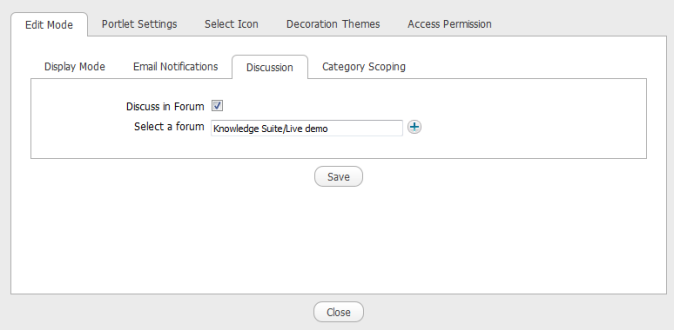 Edit Mode Portlet Settings Select Icon Decoration Themes Access Permission
Display Mode Email Notifications Discussion Category Scoping
Discuss in Forum
Select a forum Knowledge Suite/Live demo
Save
Close